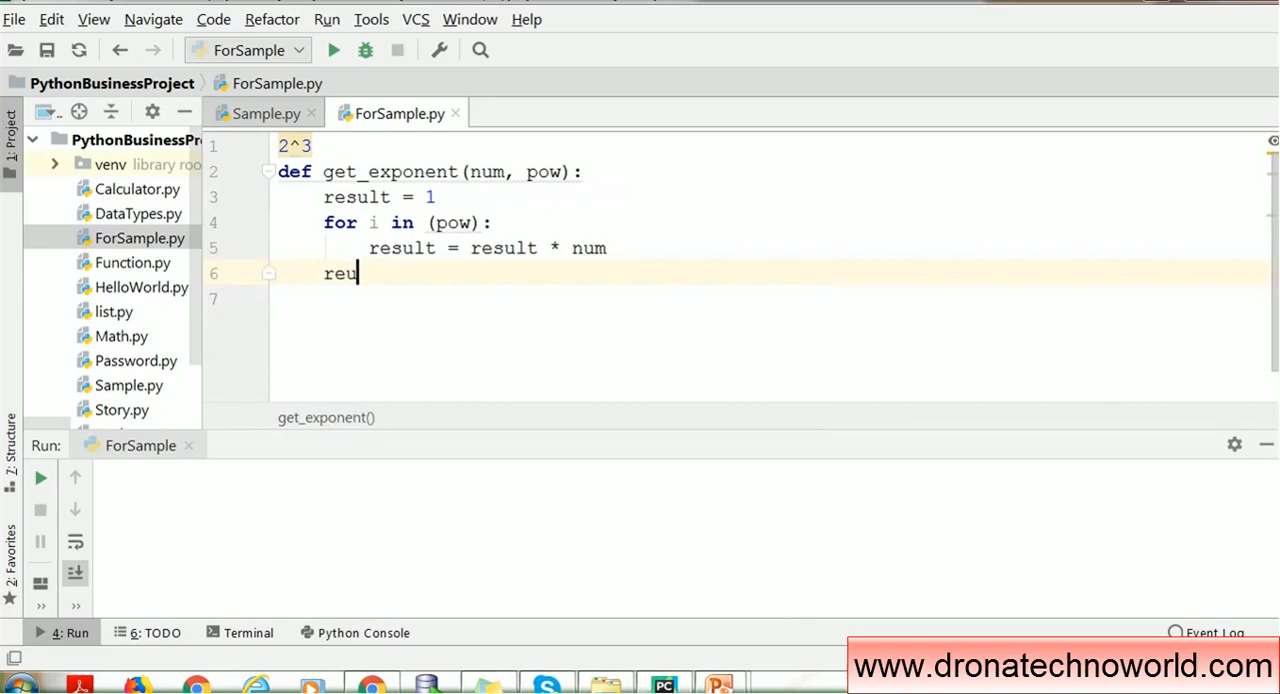 File Edit View Navigate Code Refactor Run Tools VCS Window Help
ForSample
PythonBusinessProject ForSample.py
Sample.py ForSample.py
1: Project
PythonBusinessPr
venv library roo
Calculator.py
DataTypes.py
ForSample.py
Function.py
HelloWorld.py
list.py
Math.py
Password.py
Sample.py
Story.py
1 2^3
2 def get_exponent(num, pow):
3 result = 1
4 for i in (pow):
5 result = result * num
6 reu
7
get_exponent()
7: Structure
2: Favorites
Run: ForSample
4: Run 6: TODO Terminal Python Console Event Log
PC
www.dronatechnoworld.com